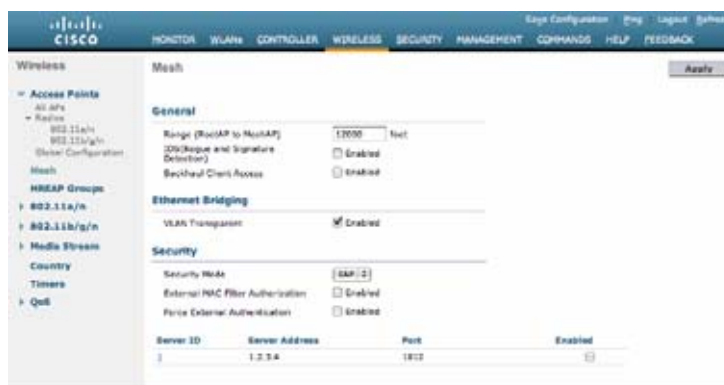 Save Configuration Ping Logout Refresh
CISCO
MONITOR WLANs CONTROLLER WIRELESS SECURITY MANAGEMENT COMMANDS HELP FEEDBACK
Wireless
Access Points
All APs
Radios
802.11a/n
802.11b/g/n
Global Configuration
Mesh
HREAP Groups
802.11a/n
802.11b/g/n
Media Stream
Country
Timers
QoS
Mesh
Apply
General
Range (RootAP to MeshAP) 12000 feet
IDS(Rogue and Signature Detection) Enabled
Backhaul Client Access Enabled
Ethernet Bridging
VLAN Transparent Enabled
Security
Security Mode EAP
External MAC Filter Authorization Enabled
Force External Authentication Enabled
Server ID Server Address Port Enabled
1 1.2.3.4 1812